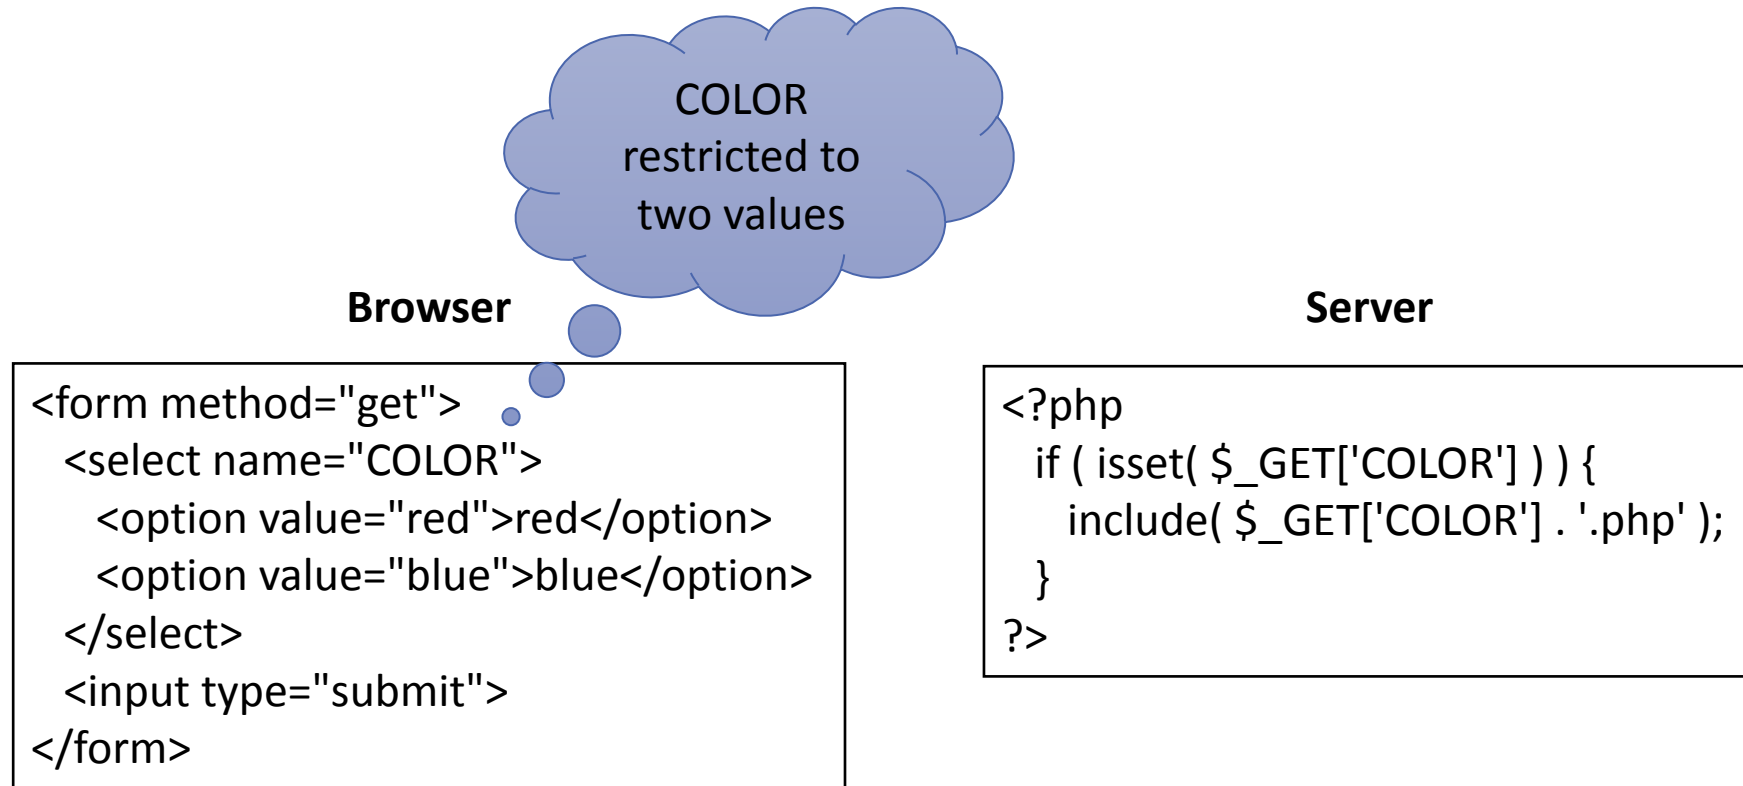 COLOR
restricted to
two values
Browser
<form method="get">
<select name="COLOR">
<option value="red">red</option>
<option value="blue">blue</option>
</select>
<input type="submit">
</form>
Server
<?php
if ( isset( $_GET['COLOR'] ) ) {
include( $_GET['COLOR'] . '.php' );
}
?>